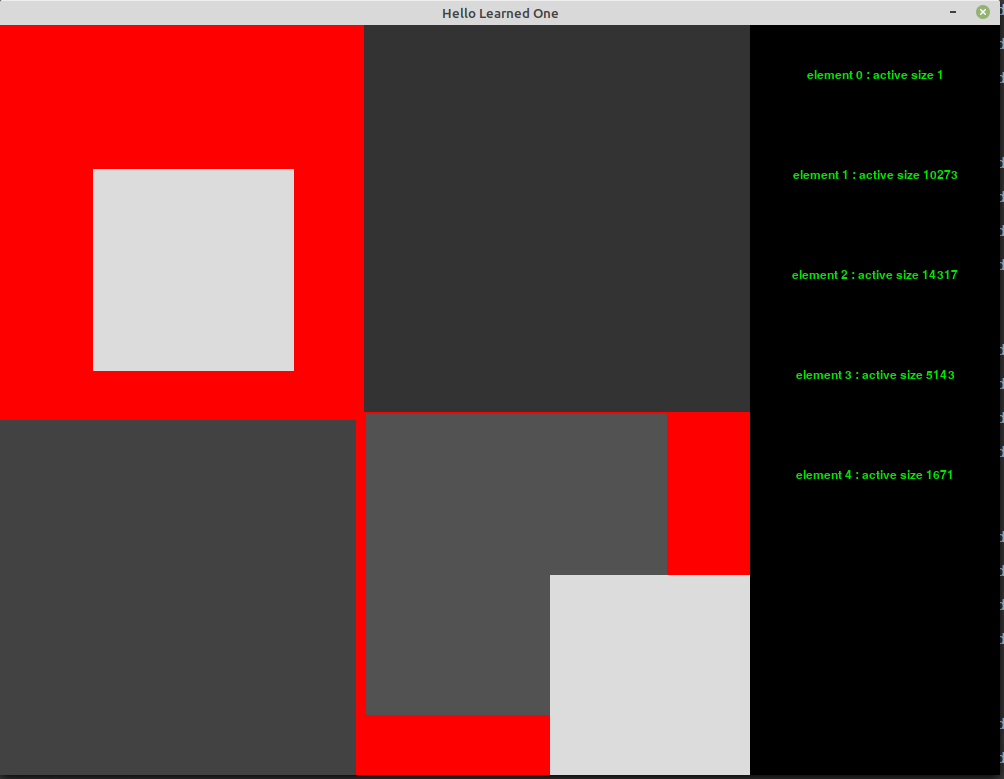 Hello Learned One
element 0 : active size 1
element 1 : active size 10273
element 2 : active size 14317
element 3 : active size 5143
element 4 : active size 1671